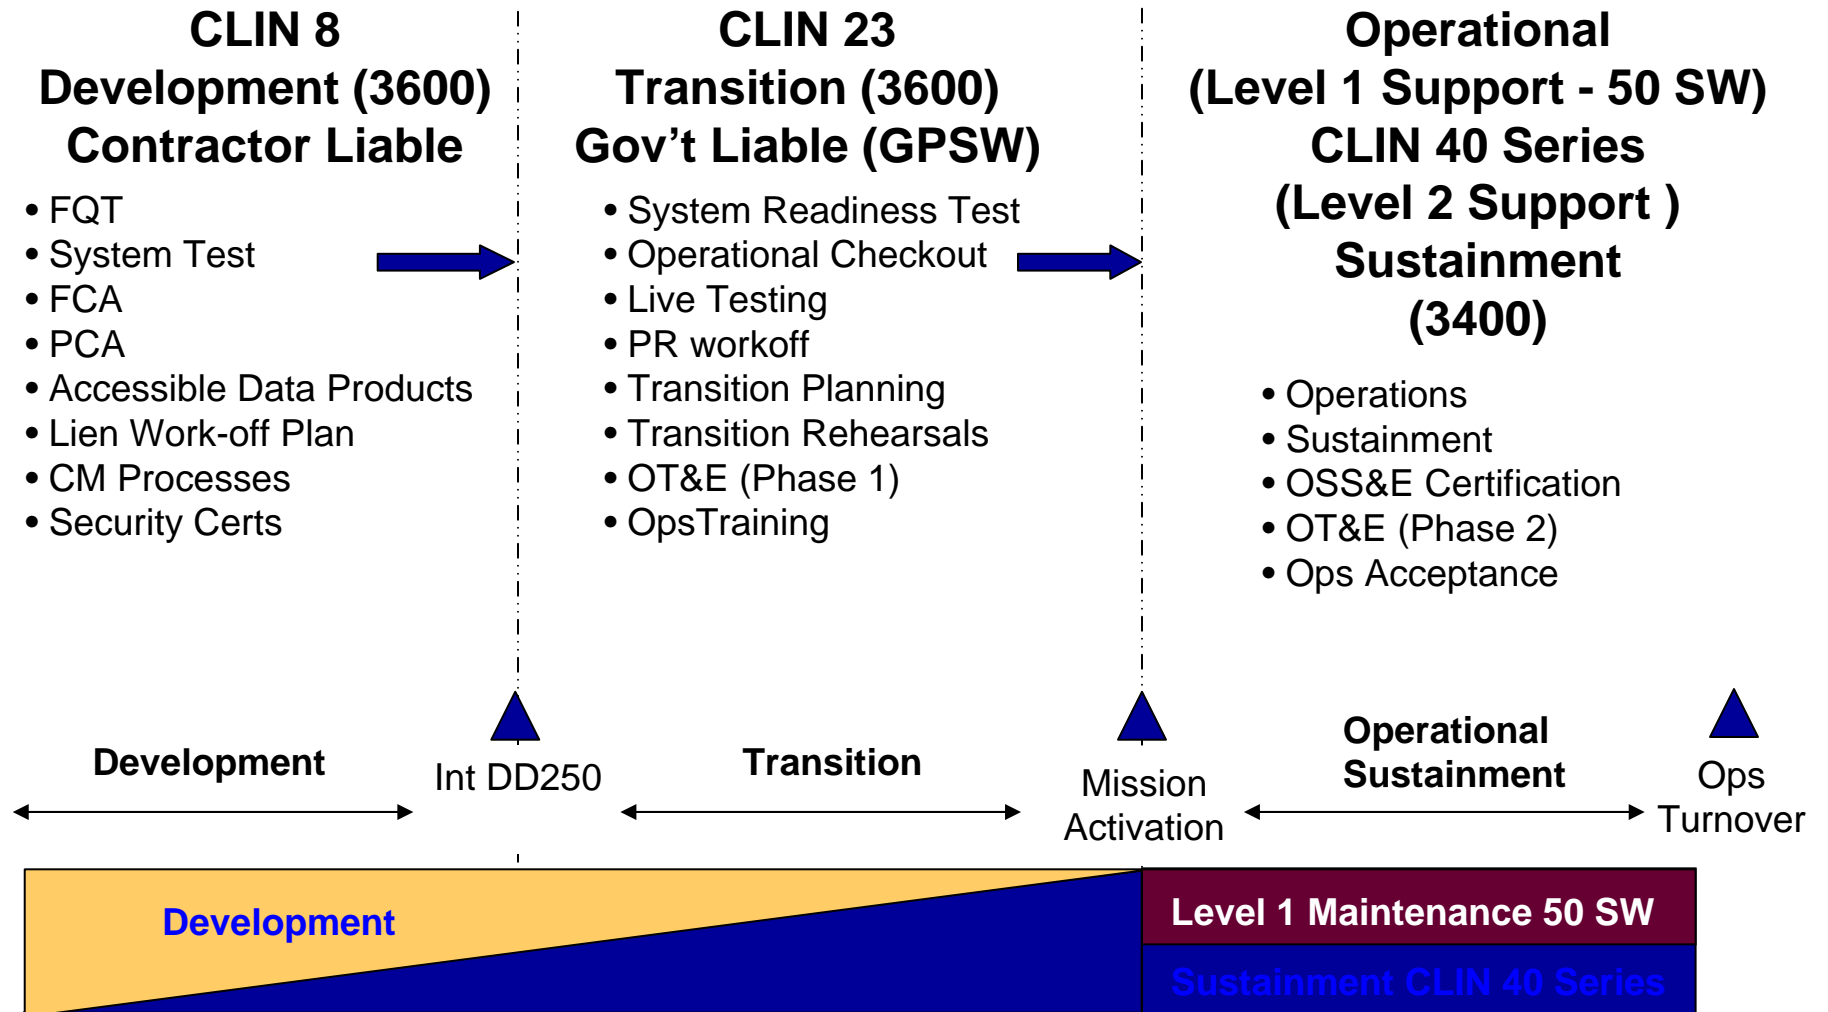 CLIN 8
Development (3600)
Contractor Liable
• FQT
• System Test
• FCA
• PCA
• Accessible Data Products
• Lien Work-off Plan
• CM Processes
• Security Certs
CLIN 23
Transition (3600)
Gov’t Liable (GPSW)
• System Readiness Test
• Operational Checkout
• Live Testing
• PR workoff
• Transition Planning
• Transition Rehearsals
• OT&E (Phase 1)
• OpsTraining
Operational
(Level 1 Support - 50 SW)
CLIN 40 Series
(Level 2 Support )
Sustainment
(3400)
• Operations
• Sustainment
• OSS&E Certification
• OT&E (Phase 2)
• Ops Acceptance
Development
Int DD250
Transition
Mission
Activation
Operational
Sustainment
Ops
Turnover
Development
Level 1 Maintenance 50 SW
Sustainment CLIN 40 Series